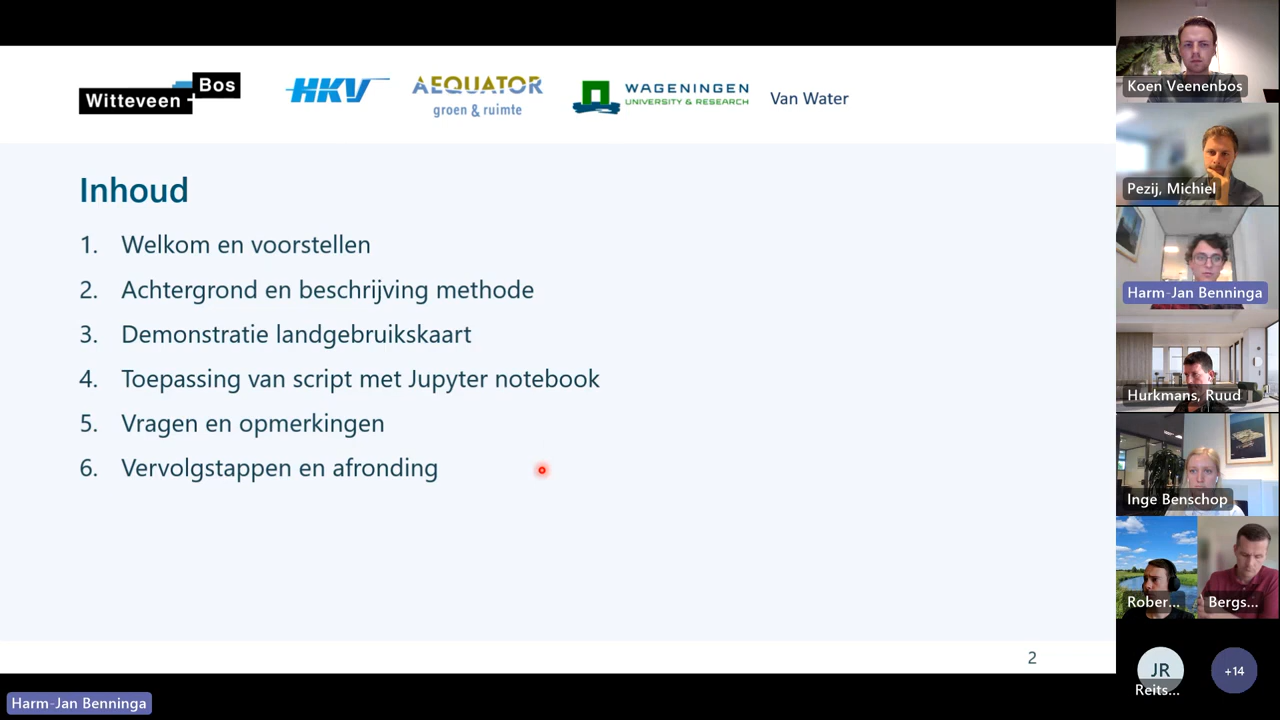 Witteveen + Bos
HKV
AEQUATOR
groen & ruimte
WAGENINGEN
UNIVERSITY & RESEARCH
Van Water
Inhoud
1. Welkom en voorstellen
2. Achtergrond en beschrijving methode
3. Demonstratie landgebruikskaart
4. Toepassing van script met Jupyter notebook
5. Vragen en opmerkingen
6. Vervolgstappen en afronding
2
Harm-Jan Benninga
Koen Veenenbos
Pezij, Michiel
Harm-Jan Benninga
Hurkmans, Ruud
Inge Benschop
Rober...
Bergs...
JR
Reits...
+14